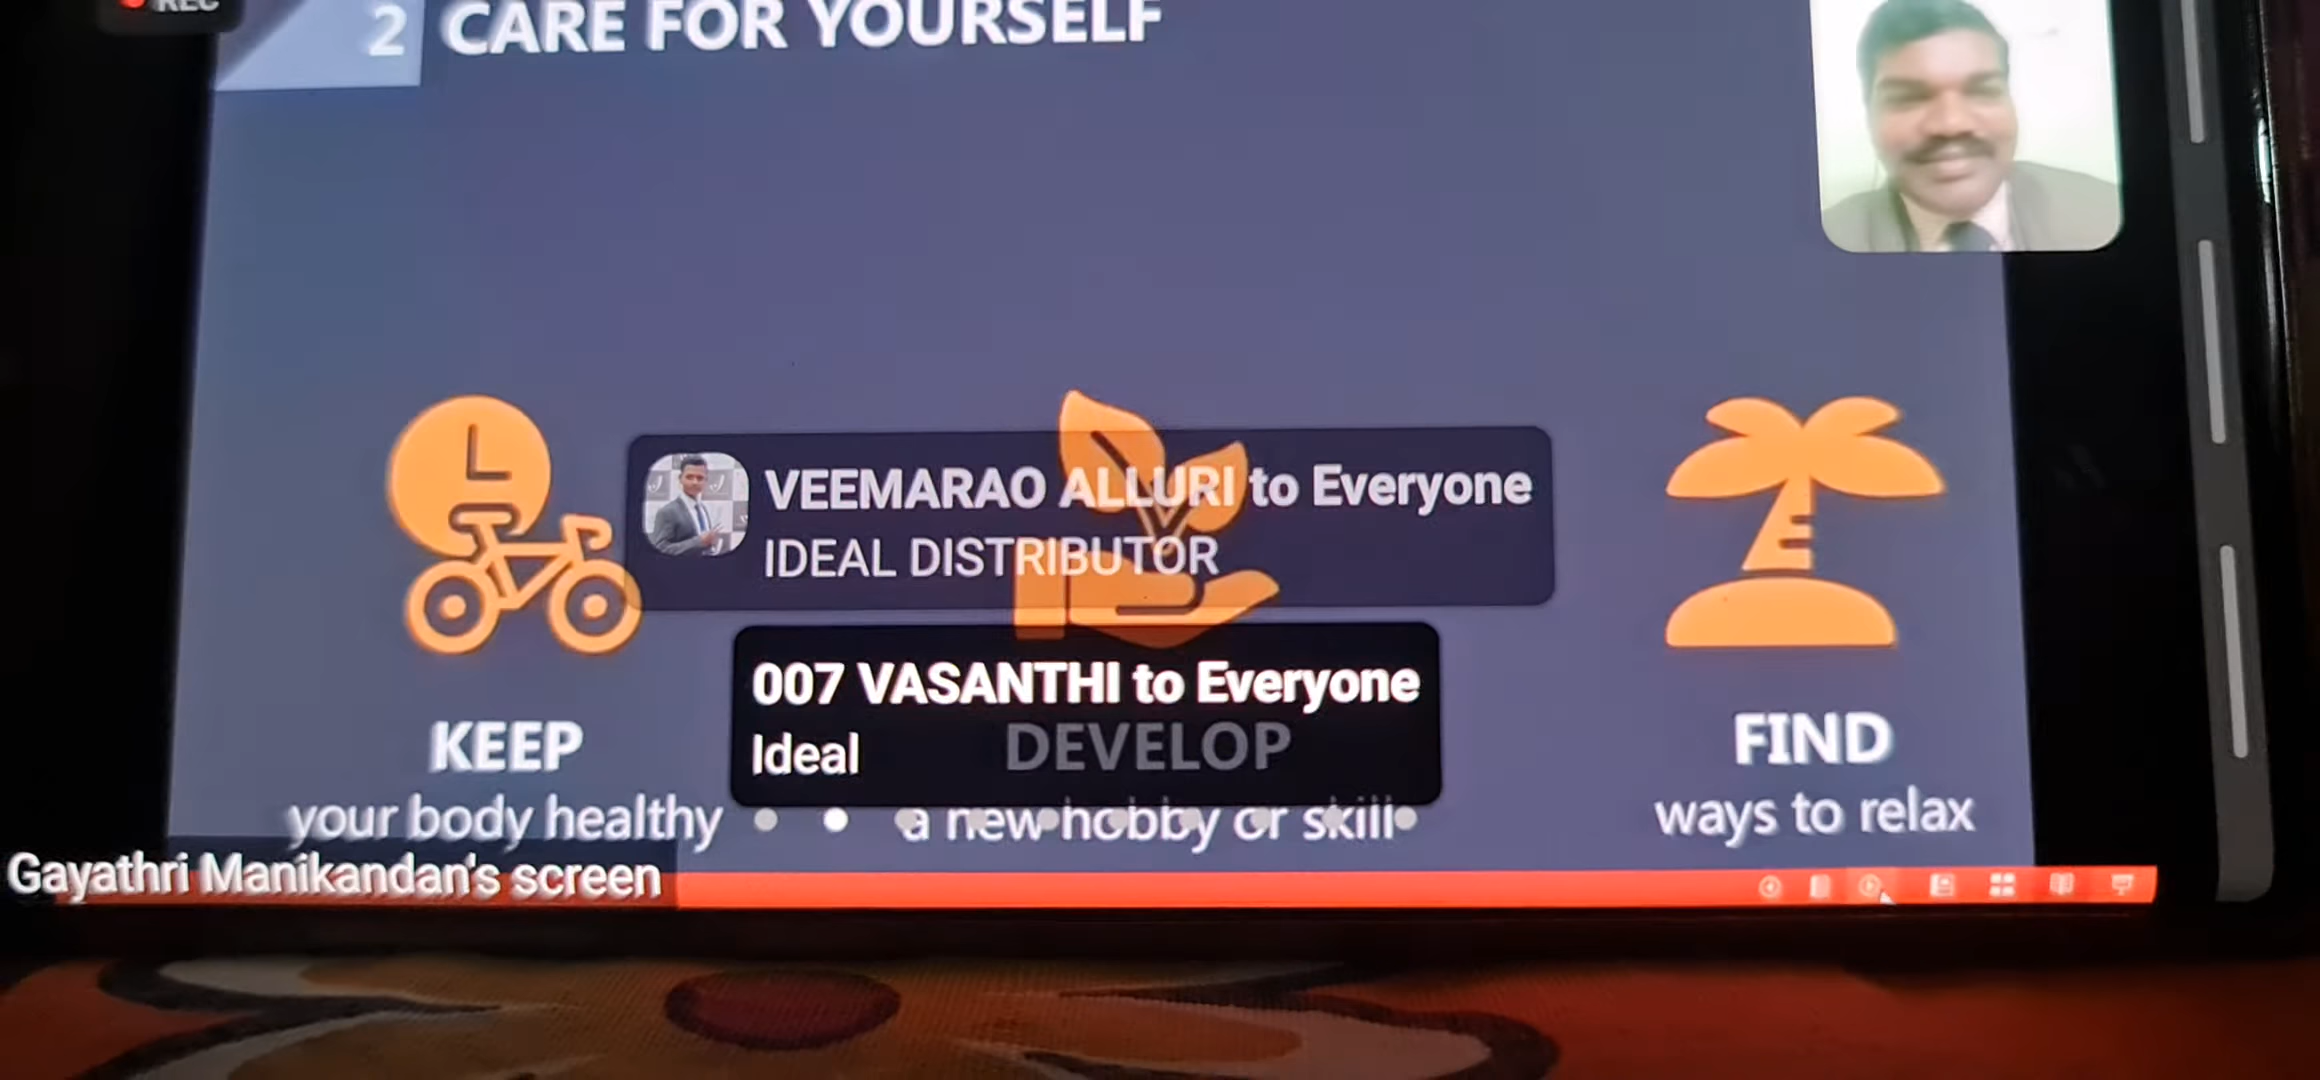 REC
2 CARE FOR YOURSELF
VEEMARAO ALLURI to Everyone
IDEAL DISTRIBUTOR
007 VASANTHI to Everyone
Ideal
KEEP
your body healthy
DEVELOP
a new hobby or skill
FIND
ways to relax
Gayathri Manikandan's screen